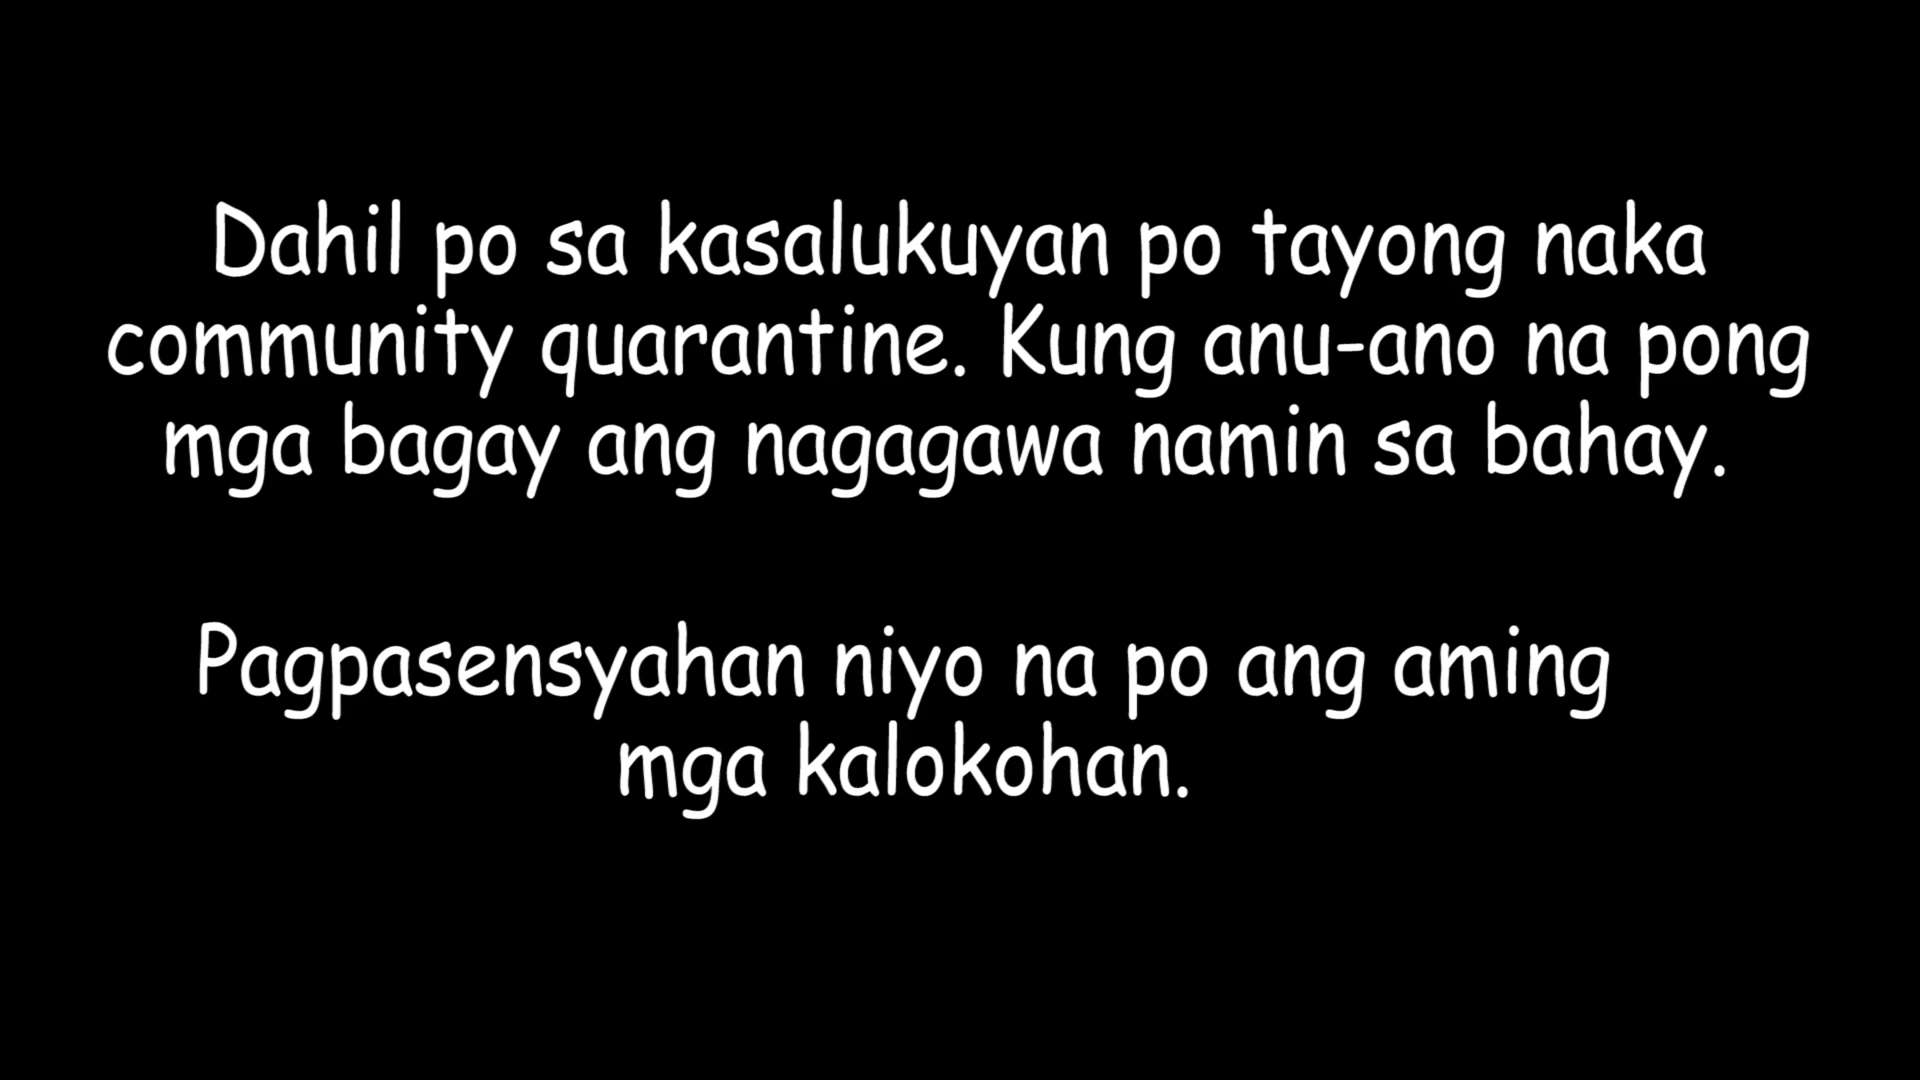 Dahil po sa kasalukuyan po tayong naka
community quarantine. Kung anu-ano na pong
mga bagay ang nagagawa namin sa bahay.
Pagpasensyahan niyo na po ang aming
mga kalokohan.